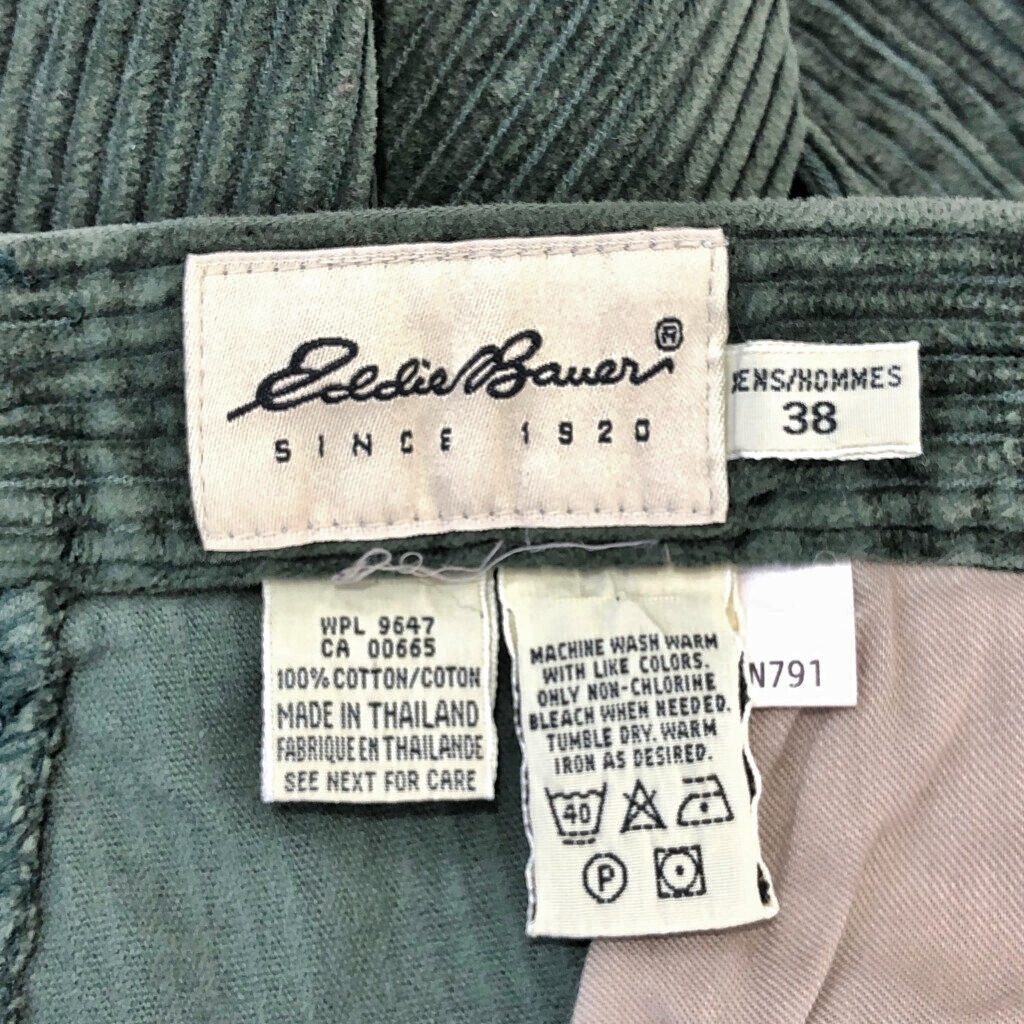 Eddie Bauer®
SINCE 1920
MENS/HOMMES
38
WPL 9647
CA 00665
100% COTTON/COTON
MADE IN THAILAND
FABRIQUE EN THAILANDE
SEE NEXT FOR CARE
MACHINE WASH WARM
WITH LIKE COLORS.
ONLY NON-CHLORINE
BLEACH WHEN NEEDED.
TUMBLE DRY. WARM
IRON AS DESIRED.
40
P
N791